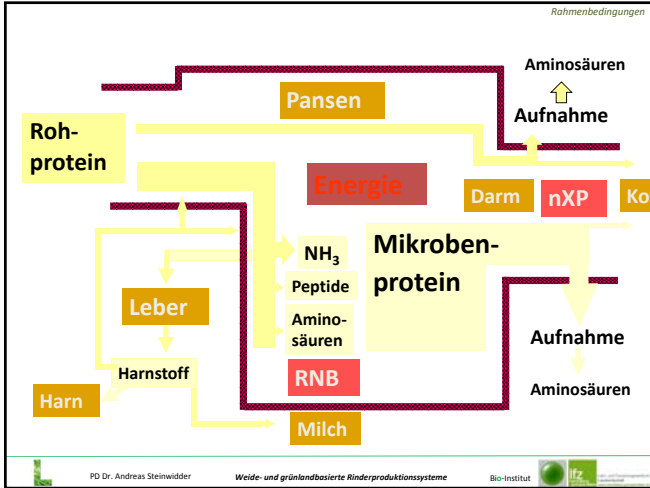 Rahmenbedingungen
Aminosäuren
Pansen
Aufnahme
Roh-
protein
Energie
Darm
nXP
Ko
Mikroben-
protein
NH₃
Peptide
Leber
Amino-
säuren
Aufnahme
Harnstoff
RNB
Aminosäuren
Harn
Milch
L
PD Dr. Andreas Steinwidder
Weide- und grünlandbasierte Rinderproduktionssysteme
Bio-Institut
lfz